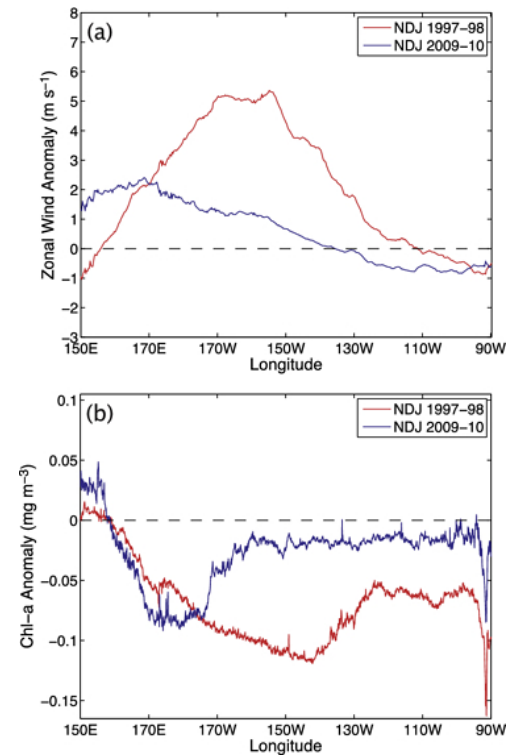 (a)
NDJ 1997−98
NDJ 2009−10
Zonal Wind Anomaly (m s⁻¹)
6
5
4
3
2
1
0
−1
−2
−3
150E 170E 170W 150W 130W 110W 90W
Longitude
(b)
NDJ 1997−98
NDJ 2009−10
Chl−a Anomaly (mg m⁻³)
0.1
0.05
0
−0.05
−0.1
−0.15
150E 170E 170W 150W 130W 110W 90W
Longitude